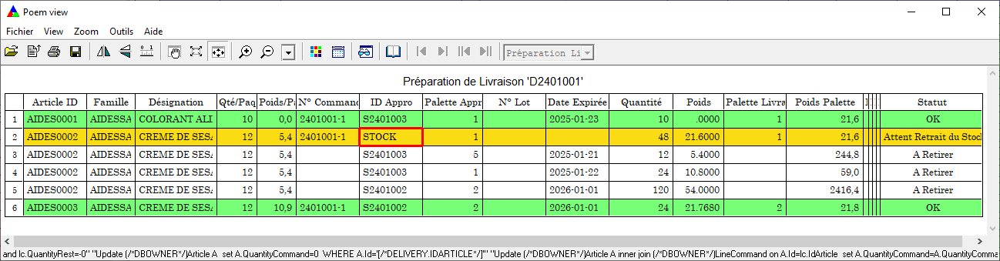 Poem view
Fichier View Zoom Outils Aide
Préparation Li
Préparation de Livraison 'D2401001'
Article ID Famille Désignation Qté/Paq Poids/Pa N° Command ID Appro Palette Appr N° Lot Date Expirée Quantité Poids Palette Livra Poids Palette Statut
1 AIDES0001 AIDESSA COLORANT ALI 10 0,0 2401001-1 S2401003 1 2025-01-23 10 .0000 1 21,6 OK
2 AIDES0002 AIDESSA CREME DE SESA 12 5,4 2401001-1 STOCK 1 48 21.6000 1 21,6 Attent Retrait du Stock
3 AIDES0002 AIDESSA CREME DE SESA 12 5,4 S2401003 5 2025-01-21 12 5.4000 244,8 A Retirer
4 AIDES0002 AIDESSA CREME DE SESA 12 5,4 S2401003 1 2025-01-22 24 10.8000 59,0 A Retirer
5 AIDES0002 AIDESSA CREME DE SESA 12 5,4 S2401002 2 2026-01-01 120 54.0000 2416,4 A Retirer
6 AIDES0003 AIDESSA CREME DE SESA 12 10,9 2401001-1 S2401002 2 2026-01-01 24 21.7680 2 21,8 OK
and lc.QuantityRest=-0'' ''Update (/*DBOWNER*/)Article A set A.QuantityCommand=0 WHERE A.Id='[/*DELIVERY.IDARTICLE*/]''' ''Update (/*DBOWNER*/)Article A inner join (/*DBOWNER*/)LineCommand on A.Id=lc.IdArticle set A.QuantityCommand=A.QuantityComma